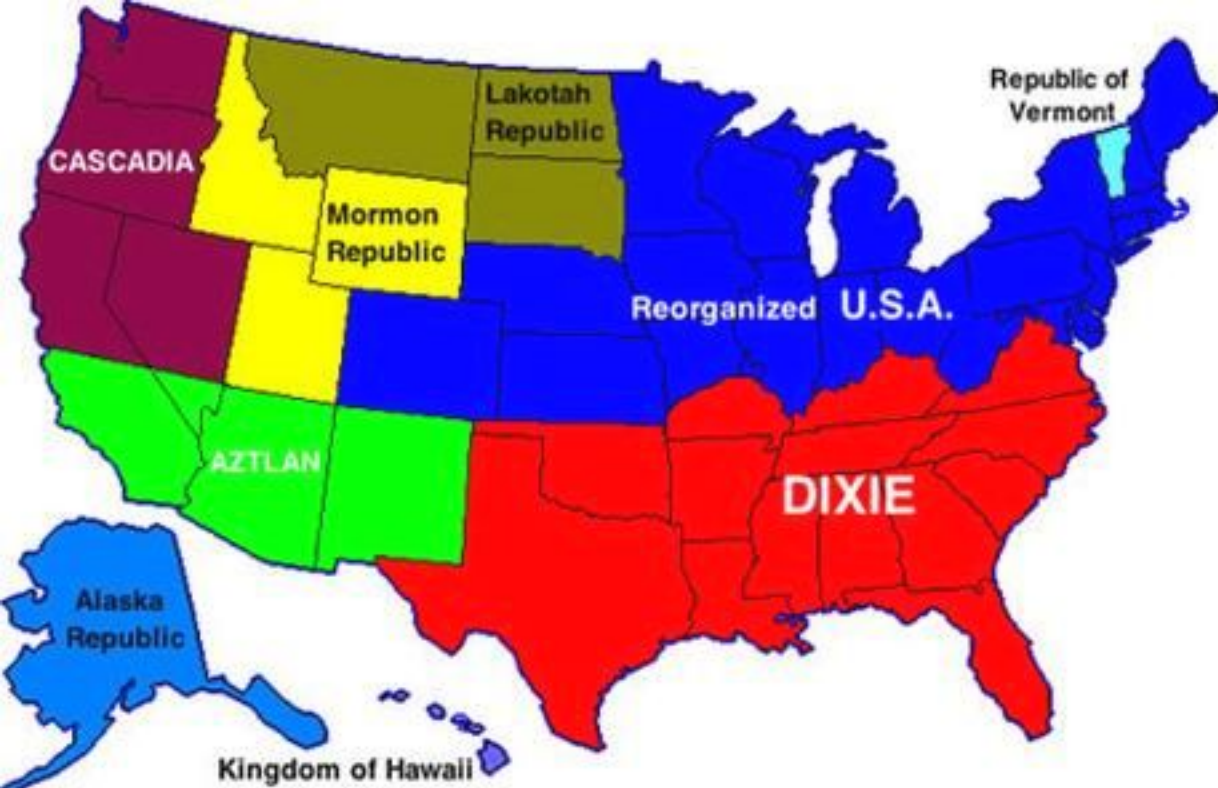 Republic of
Vermont
Lakotah
Republic
CASCADIA
Mormon
Republic
Reorganized U.S.A.
AZTLAN
DIXIE
Alaska
Republic
Kingdom of Hawaii